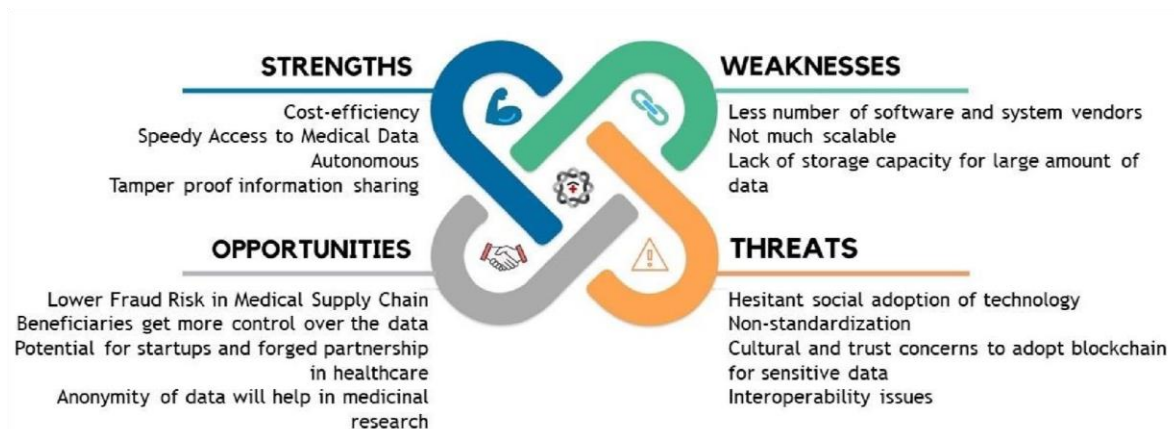 STRENGTHS
Cost-efficiency
Speedy Access to Medical Data
Autonomous
Tamper proof information sharing
WEAKNESSES
Less number of software and system vendors
Not much scalable
Lack of storage capacity for large amount of
data
OPPORTUNITIES
Lower Fraud Risk in Medical Supply Chain
Beneficiaries get more control over the data
Potential for startups and forged partnership
in healthcare
Anonymity of data will help in medicinal
research
THREATS
Hesitant social adoption of technology
Non-standardization
Cultural and trust concerns to adopt blockchain
for sensitive data
Interoperability issues